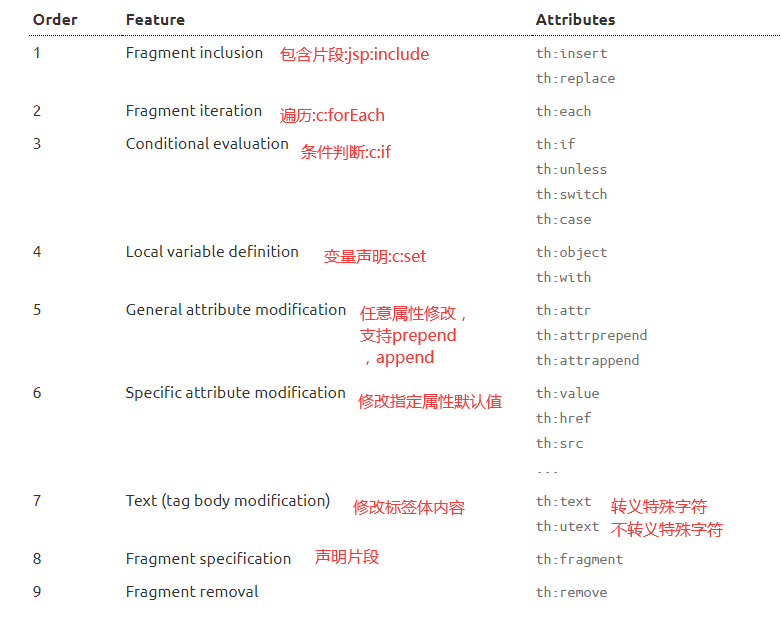 Order Feature Attributes
1 Fragment inclusion 包含片段:jsp:include th:insert
th:replace
2 Fragment iteration 遍历:c:forEach th:each
3 Conditional evaluation 条件判断:c:if th:if
th:unless
th:switch
th:case
4 Local variable definition 变量声明:c:set th:object
th:with
5 General attribute modification 任意属性修改， th:attr
支持prepend th:attrprepend
，append th:attrappend
6 Specific attribute modification 修改指定属性默认值 th:value
th:href
th:src
...
7 Text (tag body modification) 修改标签体内容 th:text 转义特殊字符
th:utext 不转义特殊字符
8 Fragment specification 声明片段 th:fragment
9 Fragment removal th:remove